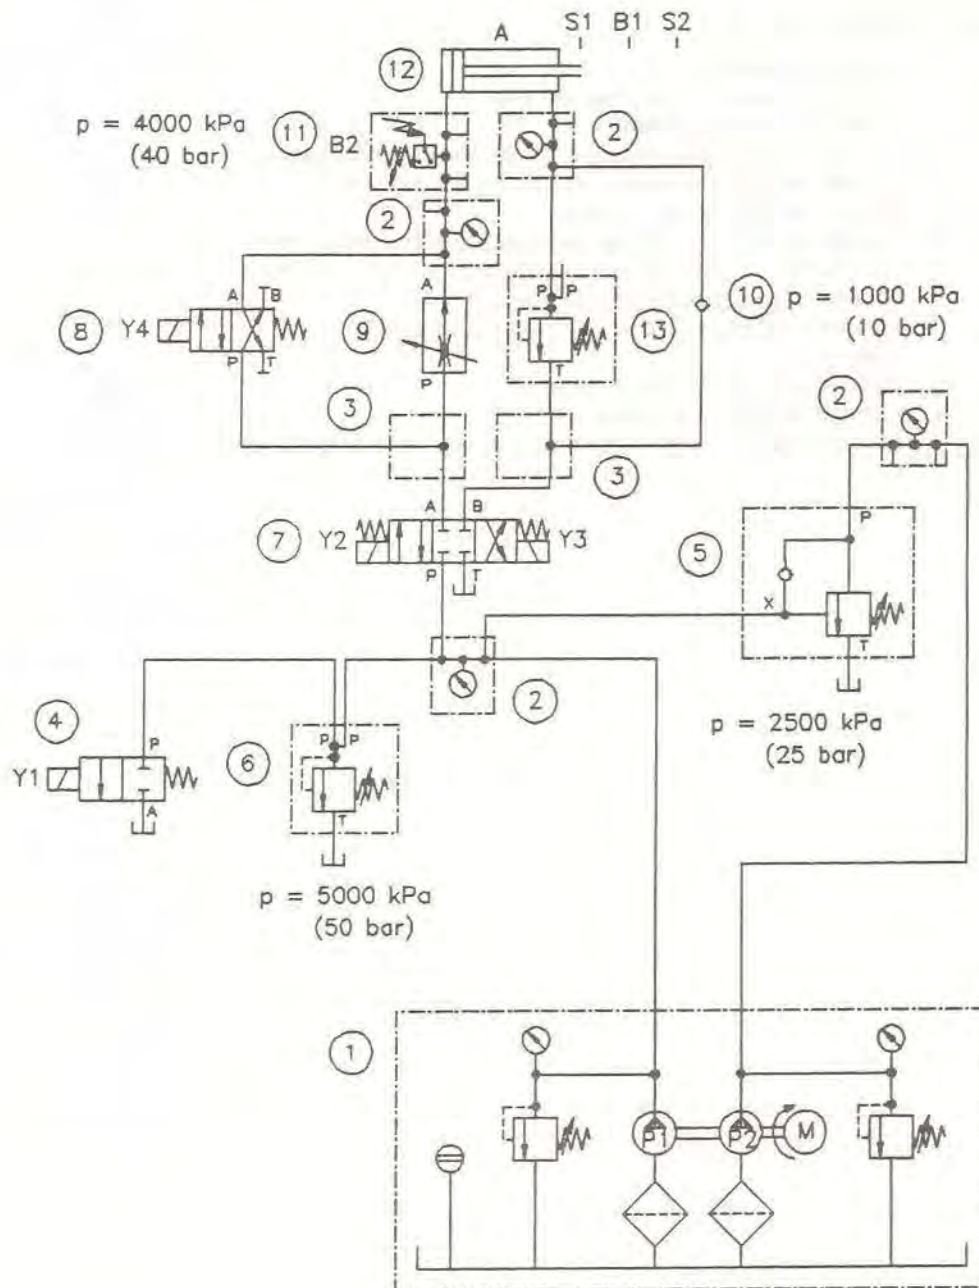 S1 B1 S2
A
12
p = 4000 kPa
(40 bar)
11
B2
2
2
A
P P
10
p = 1000 kPa
(10 bar)
A B
8
Y4
9
13
P T
P
T
3
2
3
A B
P
7
Y2
Y3
5
P T
X
T
2
4
P
P P
p = 2500 kPa
(25 bar)
Y1
6
A
T
p = 5000 kPa
(50 bar)
1
P1
P2
M